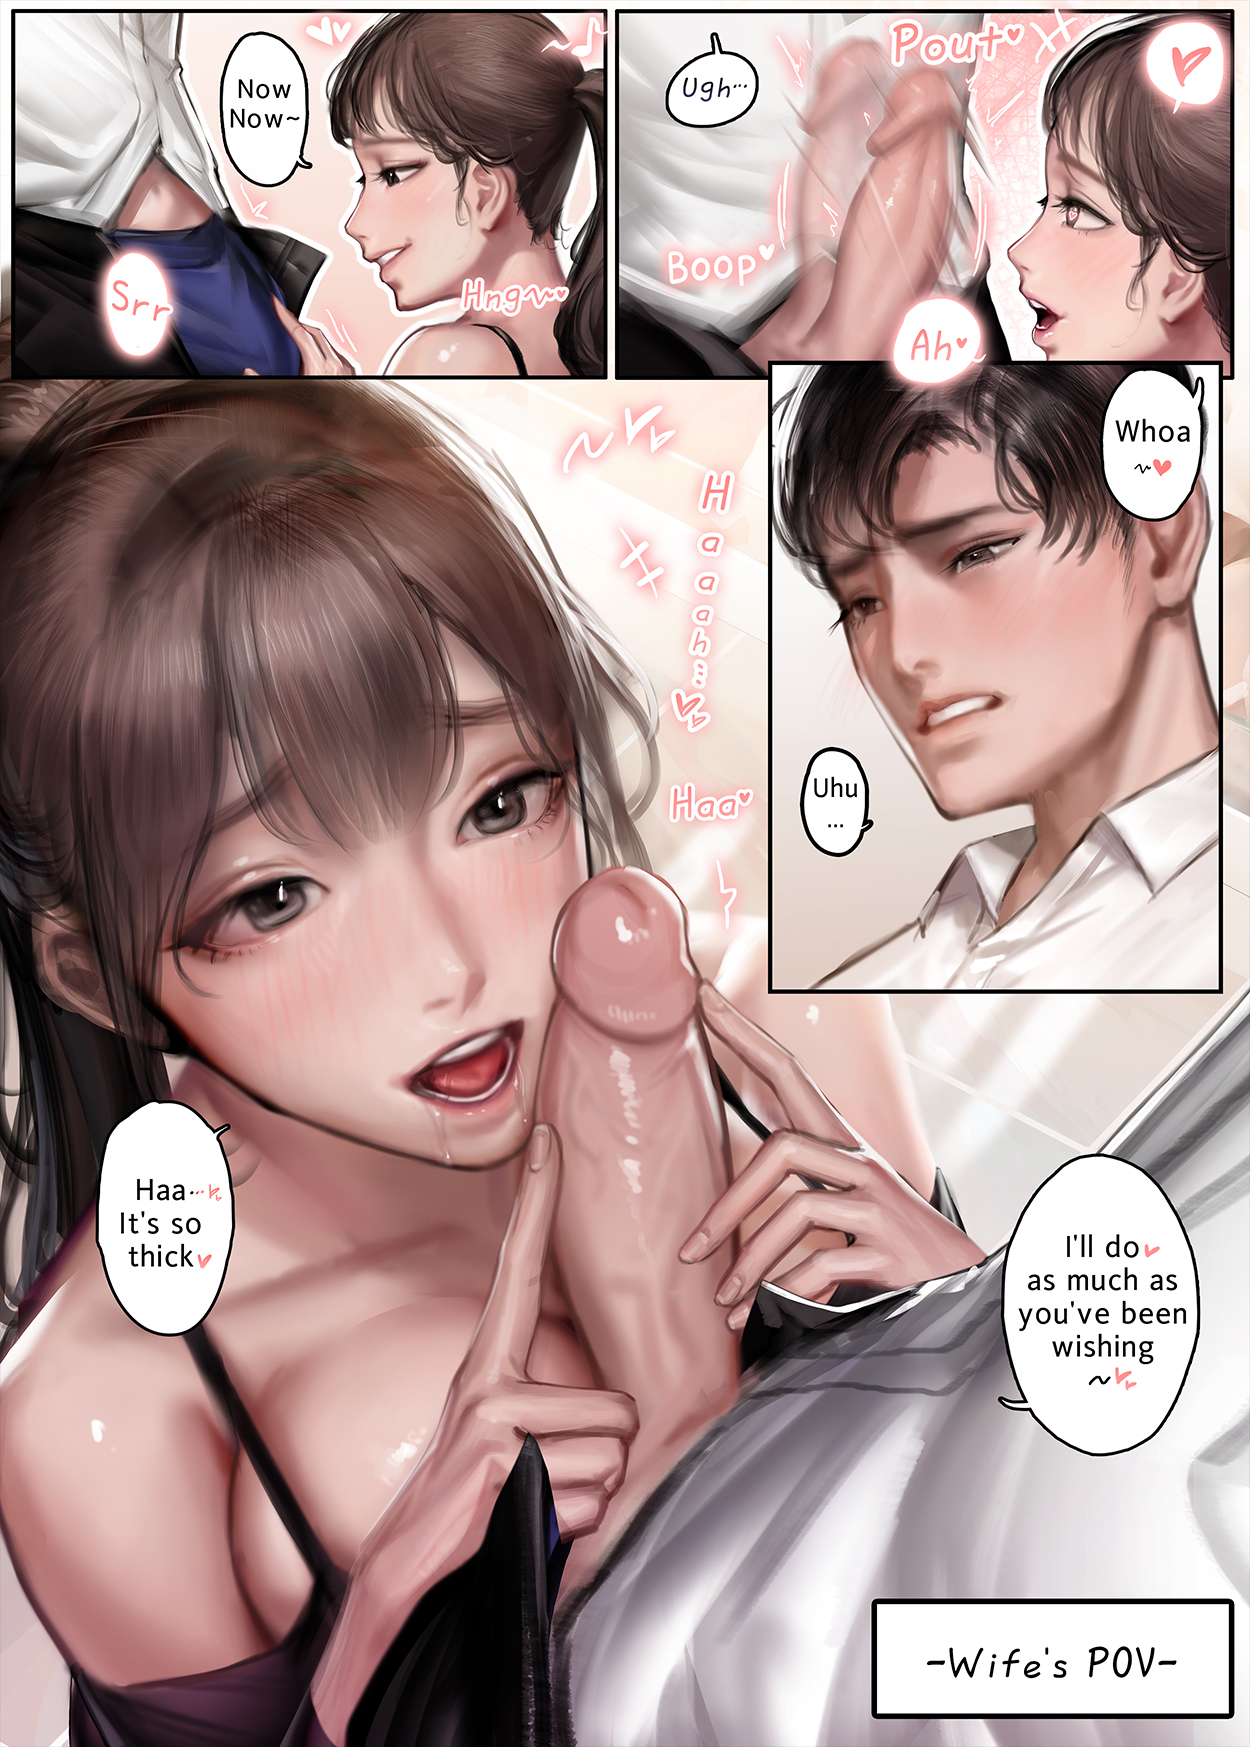 Now
Now~
Srr
Hng~
Ugh...
Pout
Boop
Ah
Whoa
~
Uhu
...
Haaah...
Haa
Haa...
It's so
thick
I'll do
as much as
you've been
wishing
~
~Wife's POV~